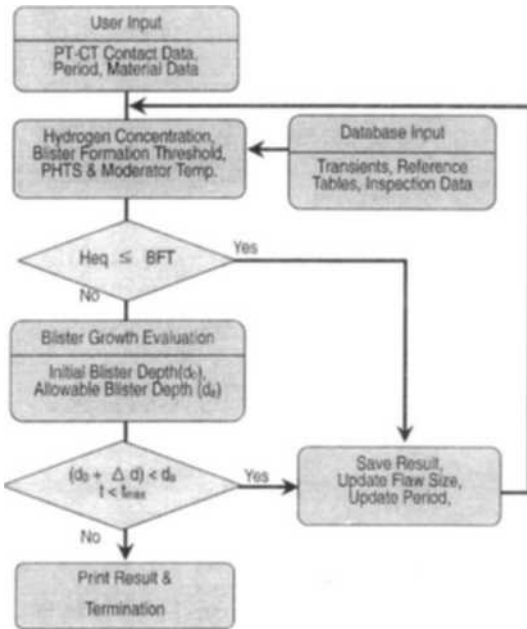 User Input
PT-CT Contact Data,
Period, Material Data
Hydrogen Concentration,
Blister Formation Threshold,
PHTS & Moderator Temp.
Database Input
Transients, Reference
Tables, Inspection Data
Heq ≤ BFT
Yes
No
Blister Growth Evaluation
Initial Blister Depth(d₀),
Allowable Blister Depth (dₐ)
(d₀ + Δ d) < dₐ
t < tmax
Yes
No
Save Result,
Update Flaw Size,
Update Period,
Print Result &
Termination